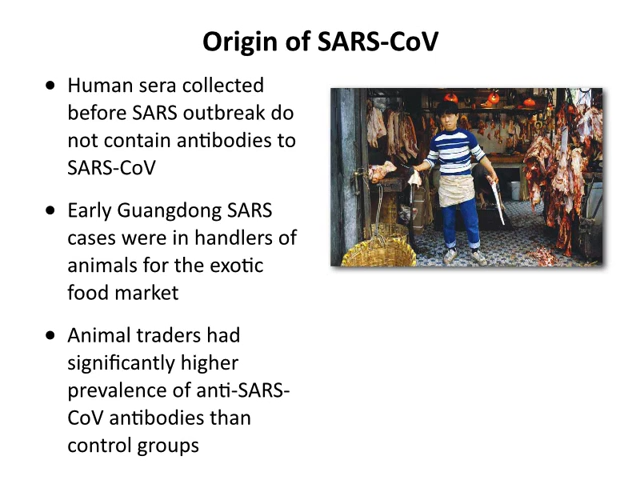 Origin of SARS-CoV
• Human sera collected
before SARS outbreak do
not contain antibodies to
SARS-CoV
• Early Guangdong SARS
cases were in handlers of
animals for the exotic
food market
• Animal traders had
significantly higher
prevalence of anti-SARS-
CoV antibodies than
control groups